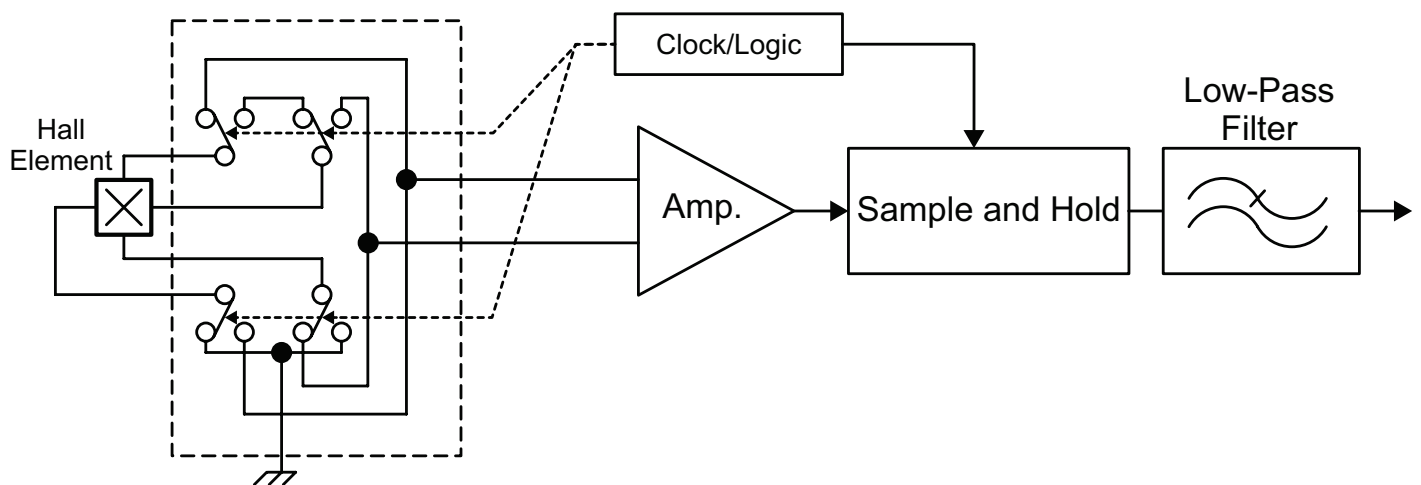 Clock/Logic
Low-Pass
Filter
Hall
Element
Amp.
Sample and Hold